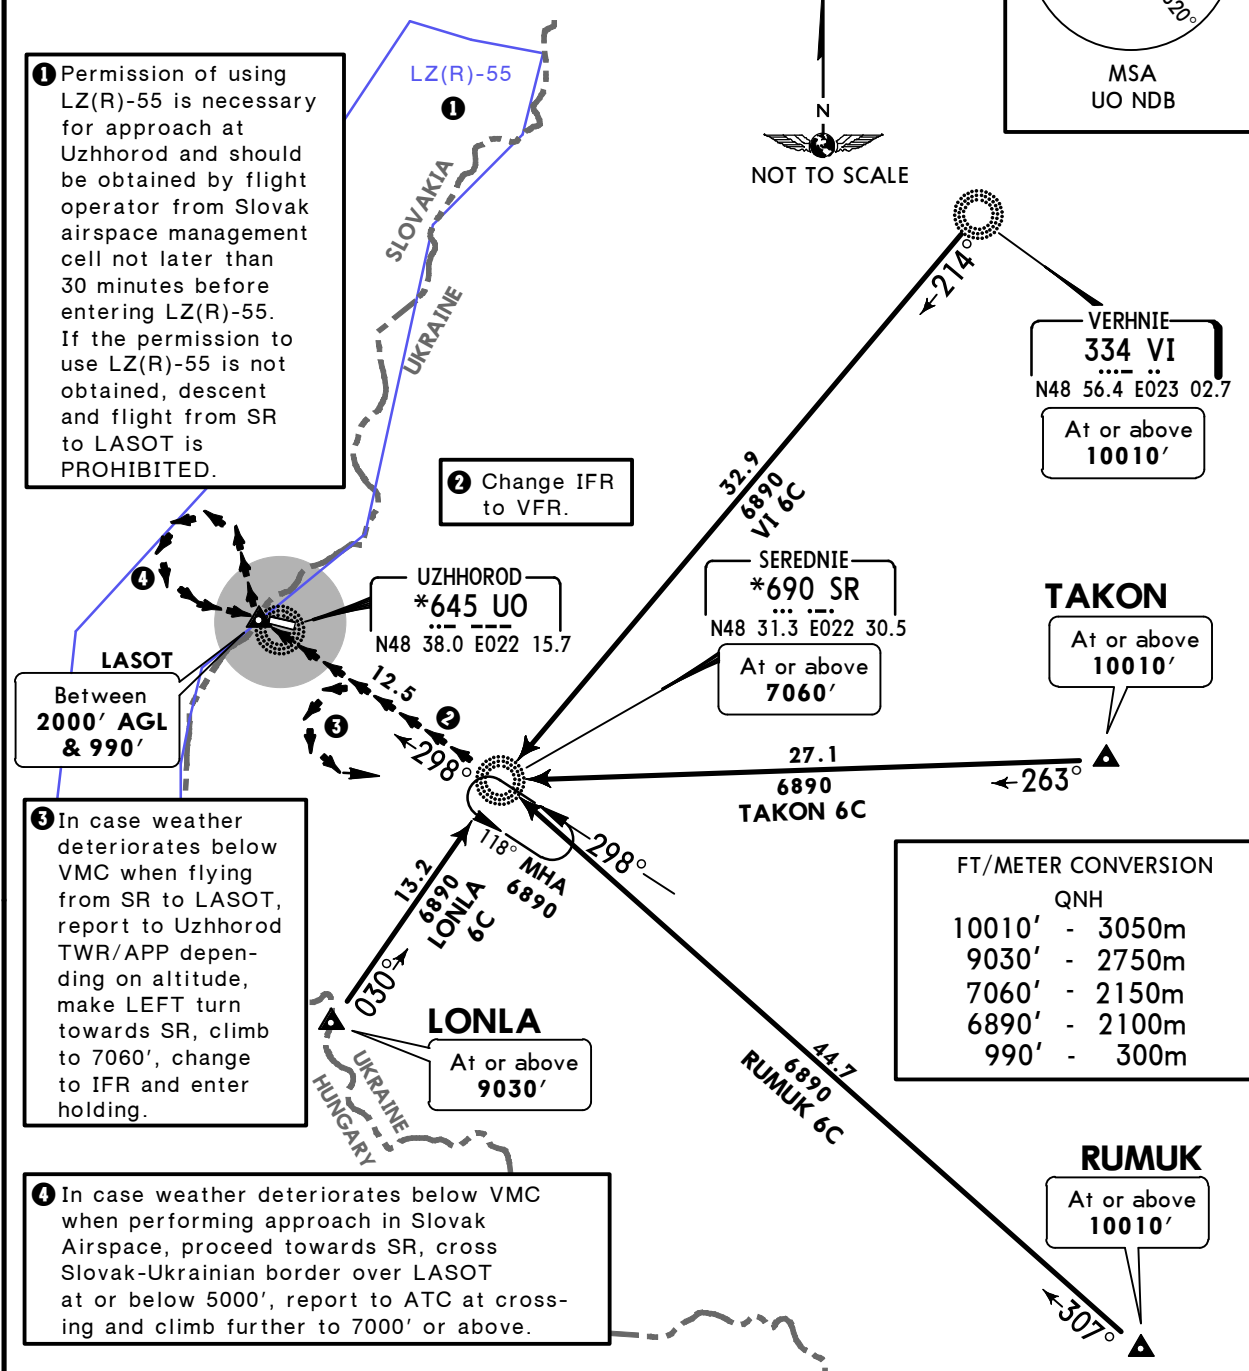 320°
MSA
UO NDB
N
NOT TO SCALE
❶ Permission of using
LZ(R)-55 is necessary
for approach at
Uzhhorod and should
be obtained by flight
operator from Slovak
airspace management
cell not later than
30 minutes before
entering LZ(R)-55.
If the permission to
use LZ(R)-55 is not
obtained, descent
and flight from SR
to LASOT is
PROHIBITED.
LZ(R)-55
❶
SLOVAKIA
UKRAINE
214°
VERHNIE
334 VI
N48 56.4 E023 02.7
At or above
10010'
❷ Change IFR
to VFR.
32.9
6890
VI 6C
❹
UZHHOROD
*645 UO
N48 38.0 E022 15.7
SEREDNIE
*690 SR
N48 31.3 E022 30.5
At or above
7060'
TAKON
At or above
10010'
LASOT
Between
2000' AGL
& 990'
12.5
❷
❸
298°
27.1
6890
TAKON 6C
263°
118°
MHA
6890
298°
13.2
6890
LONLA
6C
030°
❸ In case weather
deteriorates below
VMC when flying
from SR to LASOT,
report to Uzhhorod
TWR/APP depen-
ding on altitude,
make LEFT turn
towards SR, climb
to 7060', change
to IFR and enter
holding.
FT/METER CONVERSION
QNH
10010' - 3050m
9030' - 2750m
7060' - 2150m
6890' - 2100m
990' - 300m
LONLA
At or above
9030'
UKRAINE
HUNGARY
44.7
6890
RUMUK 6C
RUMUK
At or above
10010'
307°
❹ In case weather deteriorates below VMC
when performing approach in Slovak
Airspace, proceed towards SR, cross
Slovak-Ukrainian border over LASOT
at or below 5000', report to ATC at cross-
ing and climb further to 7000' or above.